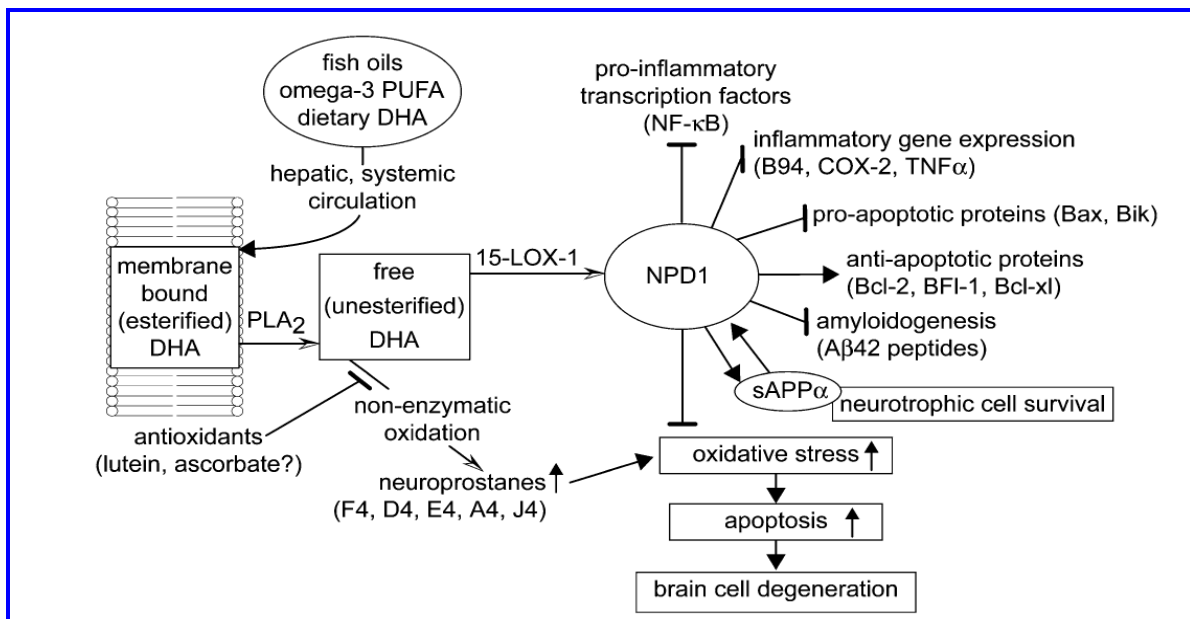 fish oils
omega-3 PUFA
dietary DHA
hepatic, systemic
circulation
membrane
bound
(esterified)
DHA
PLA2
free
(unesterified)
DHA
15-LOX-1
NPD1
pro-inflammatory
transcription factors
(NF-κB)
inflammatory gene expression
(B94, COX-2, TNFα)
pro-apoptotic proteins (Bax, Bik)
anti-apoptotic proteins
(Bcl-2, BFl-1, Bcl-xl)
amyloidogenesis
(Aβ42 peptides)
sAPPα
neurotrophic cell survival
antioxidants
(lutein, ascorbate?)
non-enzymatic
oxidation
neuroprostanes
(F4, D4, E4, A4, J4)
oxidative stress
apoptosis
brain cell degeneration